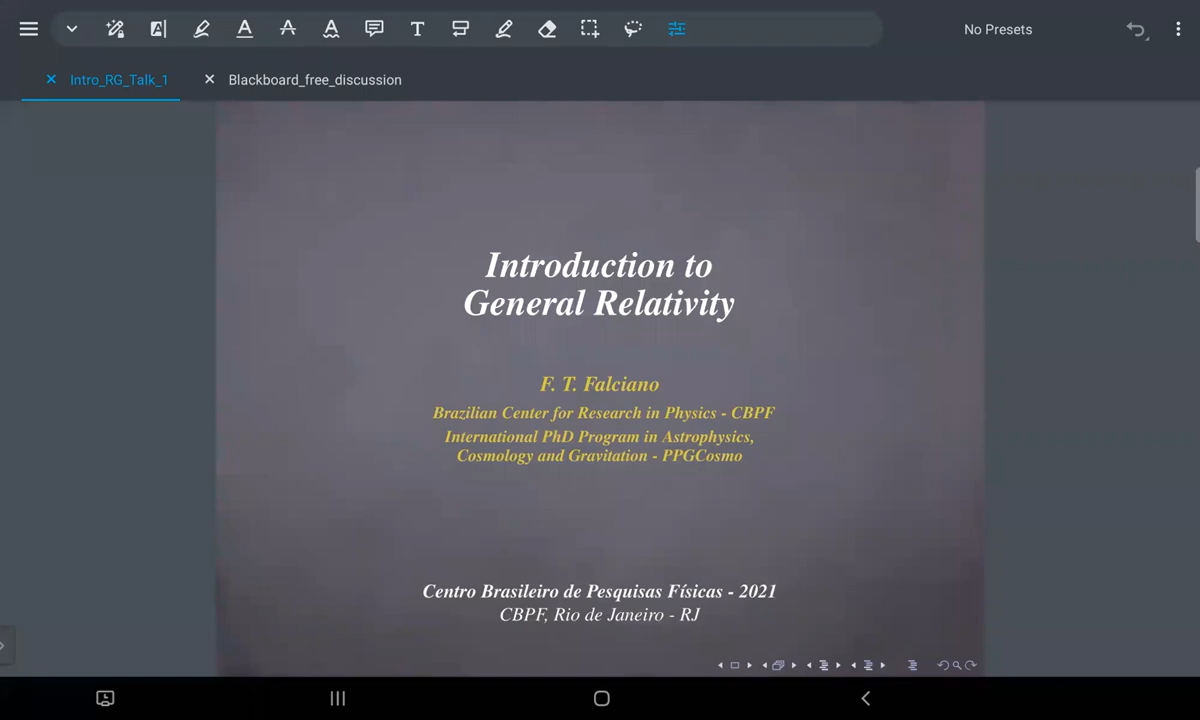 No Presets
Intro_RG_Talk_1
Blackboard_free_discussion
Introduction to
General Relativity
F. T. Falciano
Brazilian Center for Research in Physics - CBPF
International PhD Program in Astrophysics,
Cosmology and Gravitation - PPGCosmo
Centro Brasileiro de Pesquisas Físicas - 2021
CBPF, Rio de Janeiro - RJ